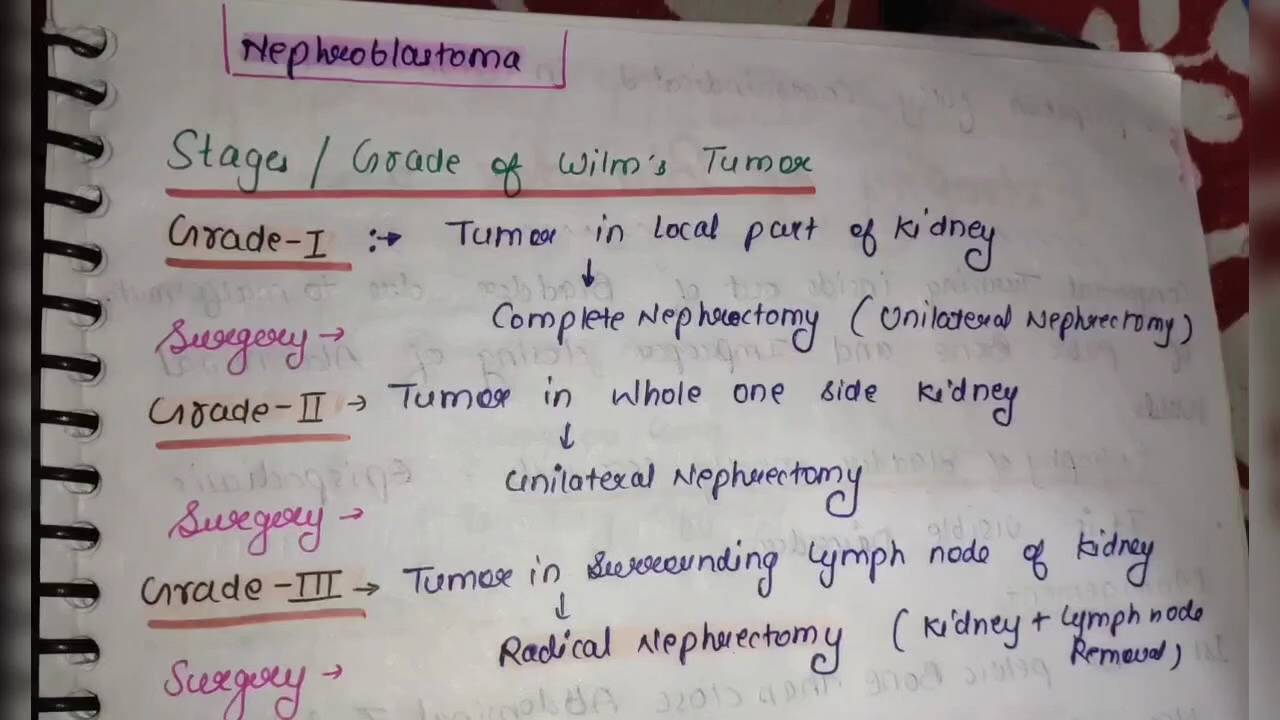 Nephroblastoma
Stages / Grade of Wilm's Tumor
Grade-I :→ Tumor in local part of kidney
↓
Surgery → Complete Nephrectomy (Unilateral Nephrectomy)
Grade-II → Tumor in whole one side kidney
↓
Unilateral Nephrectomy
Surgery →
Grade-III → Tumor in surrounding lymph node of kidney
↓
Radical Nephrectomy (kidney + lymph node
Removal)
Surgery →